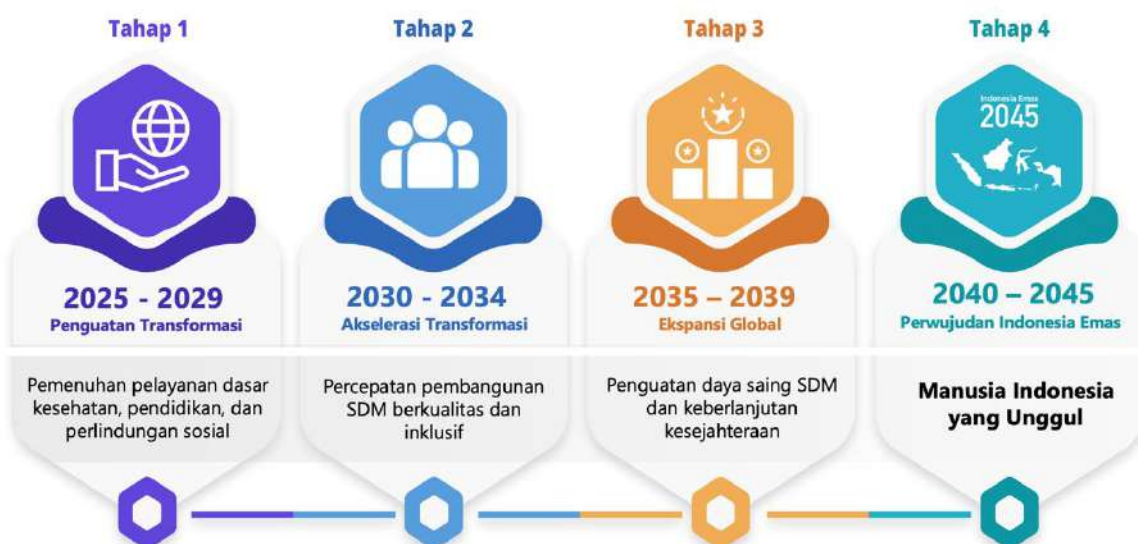 Tahap 1
Tahap 2
Tahap 3
Tahap 4
Indonesia Emas
2045
2025 - 2029
Penguatan Transformasi
2030 - 2034
Akselerasi Transformasi
2035 – 2039
Ekspansi Global
2040 – 2045
Perwujudan Indonesia Emas
Pemenuhan pelayanan dasar
kesehatan, pendidikan, dan
perlindungan sosial
Percepatan pembangunan
SDM berkualitas dan
inklusif
Penguatan daya saing SDM
dan keberlanjutan
kesejahteraan
Manusia Indonesia
yang Unggul